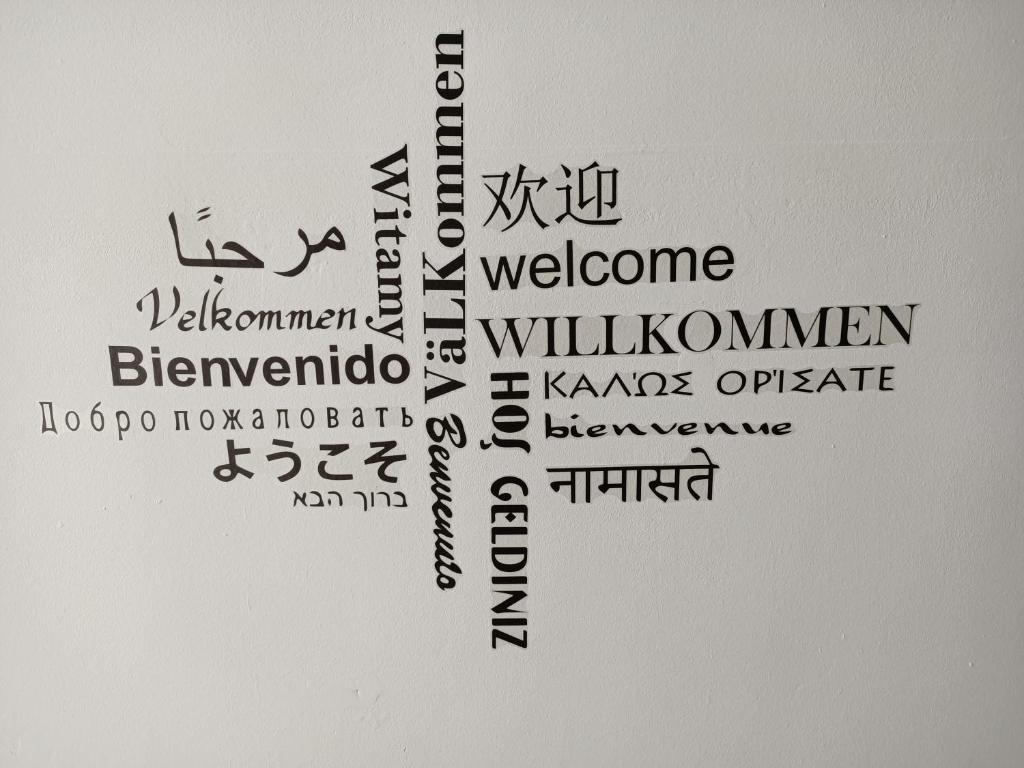 مرحبًا
Velkommen
Bienvenido
Добро пожаловать
ようこそ
ברוך הבא
Witamy
VäLKommen
Benvenuto
欢迎
welcome
WILLKOMMEN
HOŞ GELDINIZ
ΚΑΛΏΣ ΟΡΊΣΑΤΕ
bienvenue
नामासते